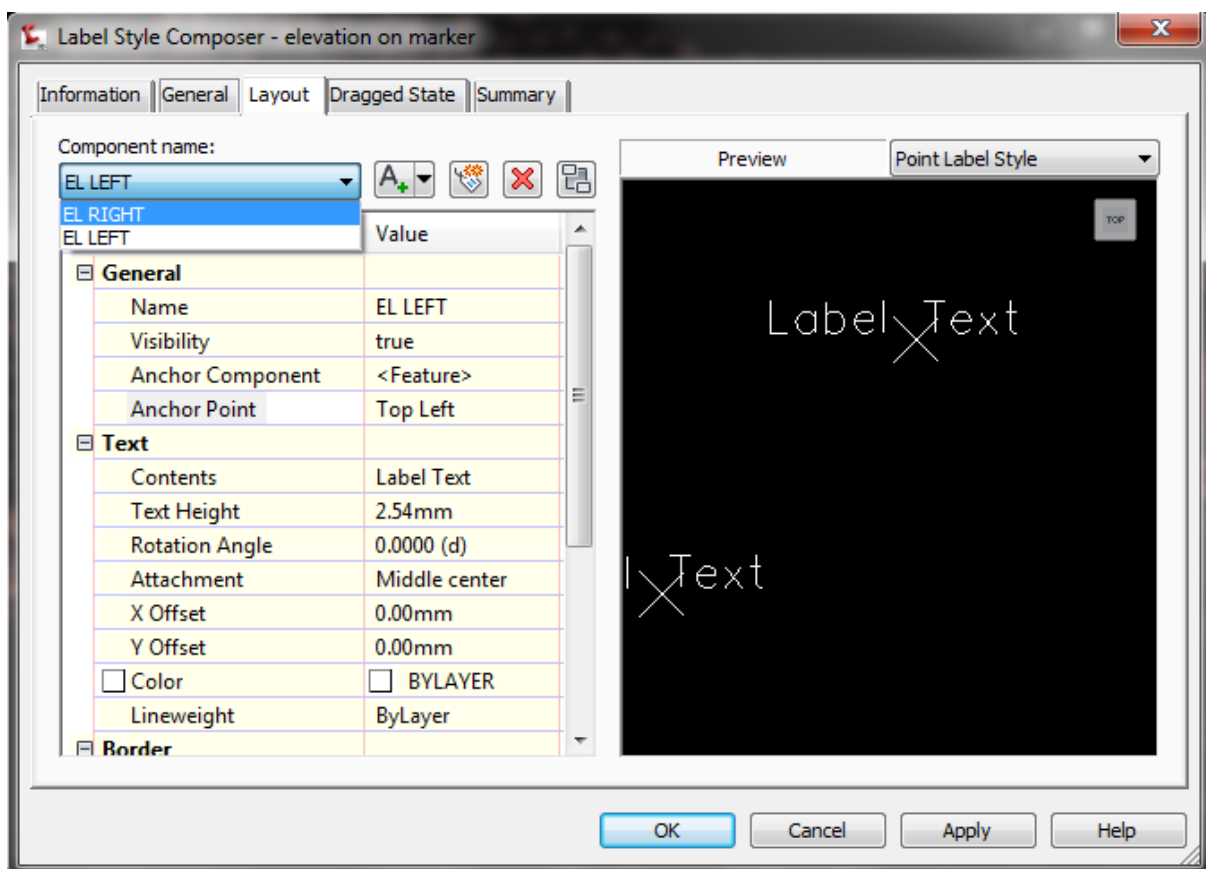 Label Style Composer - elevation on marker
X
Information General Layout Dragged State Summary
Component name:
EL LEFT
EL RIGHT
EL LEFT
Value
General
Name EL LEFT
Visibility true
Anchor Component <Feature>
Anchor Point Top Left
Text
Contents Label Text
Text Height 2.54mm
Rotation Angle 0.0000 (d)
Attachment Middle center
X Offset 0.00mm
Y Offset 0.00mm
Color BYLAYER
Lineweight ByLayer
Border
Preview Point Label Style
TOP
Label Text
l Text
OK Cancel Apply Help